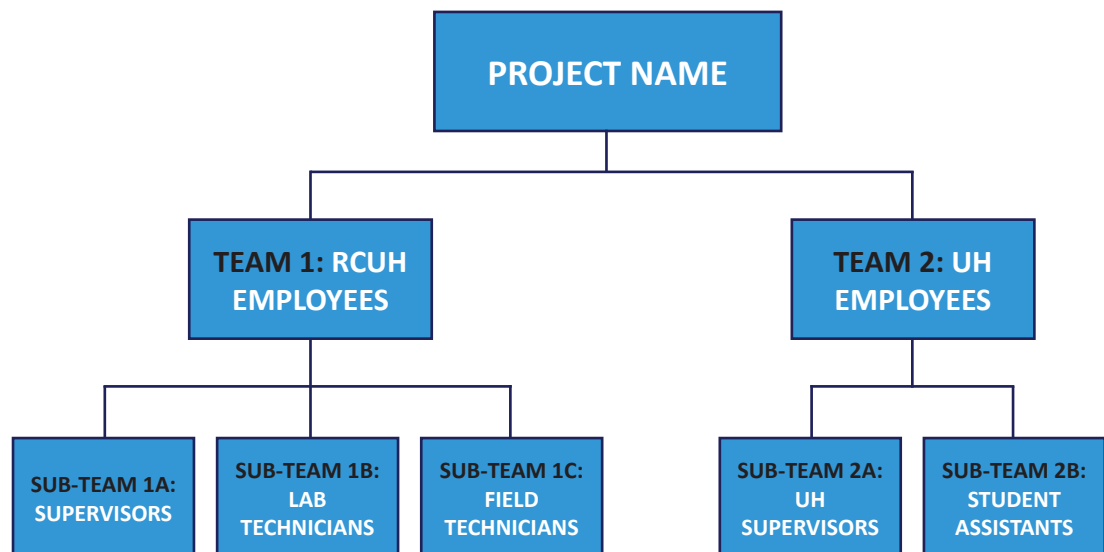 PROJECT NAME
TEAM 1: RCUH
EMPLOYEES
TEAM 2: UH
EMPLOYEES
SUB-TEAM 1A:
SUPERVISORS
SUB-TEAM 1B:
LAB
TECHNICIANS
SUB-TEAM 1C:
FIELD
TECHNICIANS
SUB-TEAM 2A:
UH
SUPERVISORS
SUB-TEAM 2B:
STUDENT
ASSISTANTS